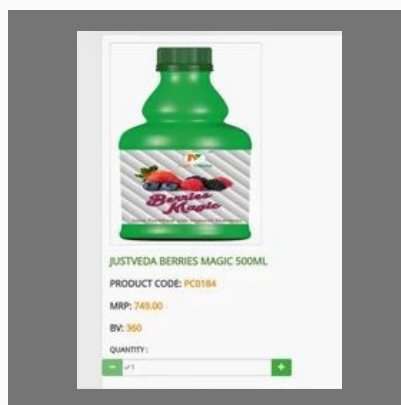 Berries
Magic
JUSTVEDA BERRIES MAGIC 500ML
PRODUCT CODE: PC0184
MRP: 749.00
BV: 360
QUANTITY :
1